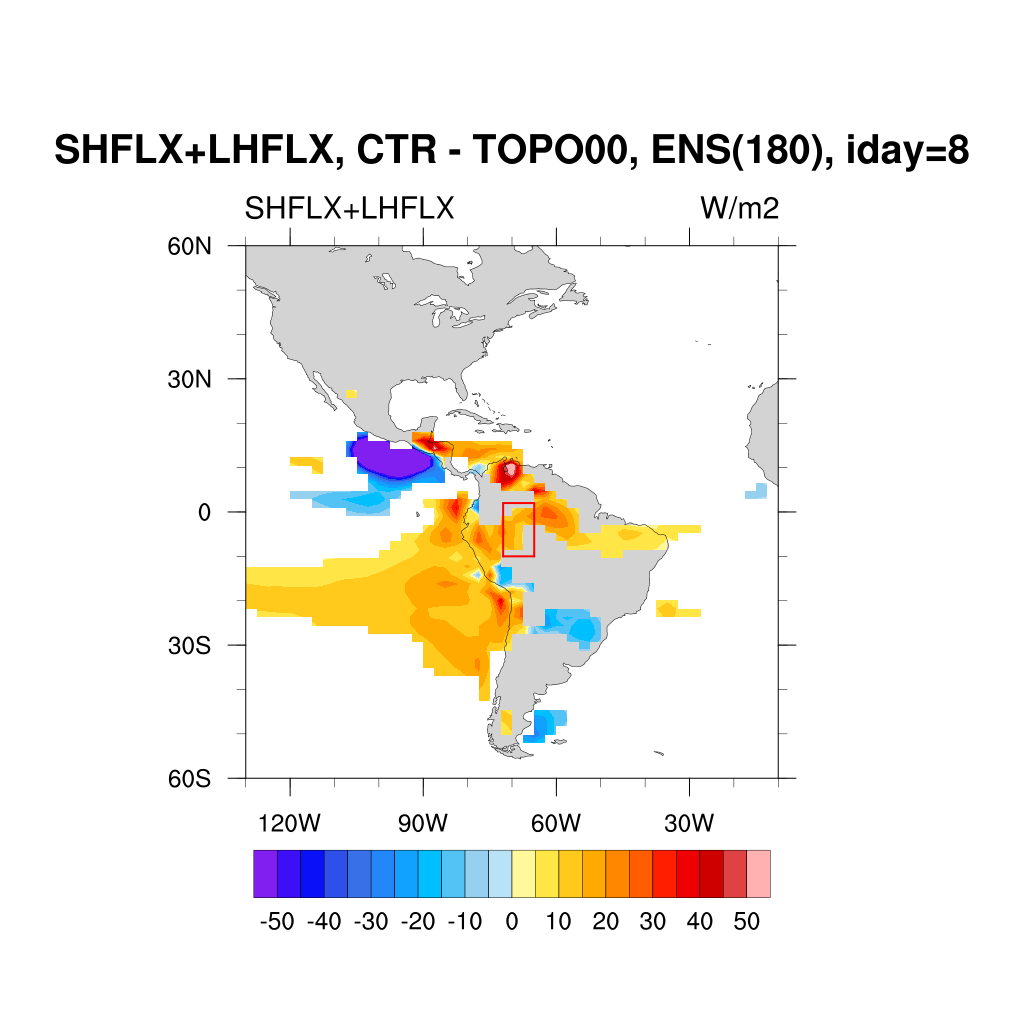 SHFLX+LHFLX, CTR - TOPO00, ENS(180), iday=8
SHFLX+LHFLX W/m2
60N
30N
0
30S
60S
120W 90W 60W 30W
-50 -40 -30 -20 -10 0 10 20 30 40 50